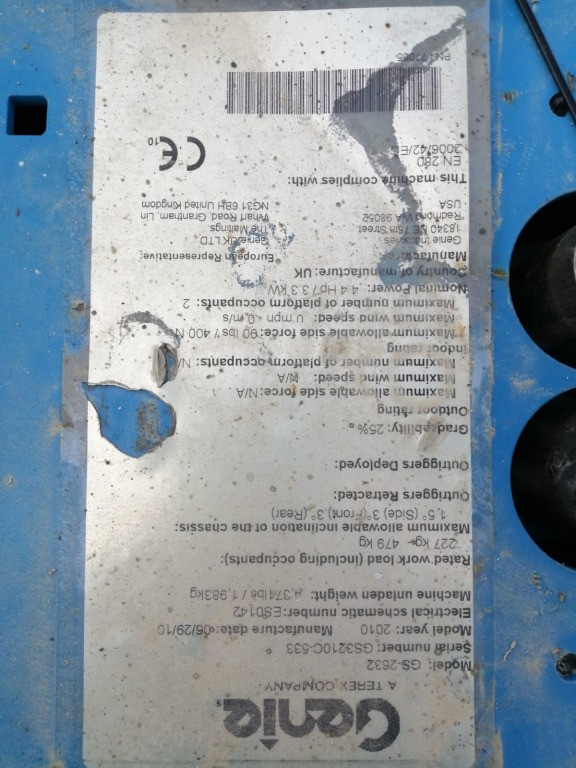 Genie
A TEREX COMPANY
Model: GS-2632
Serial number: GS3210C-533
Model year: 2010 Manufacture date: 06/29/10
Electrical schematic number: ES0142
Machine unladen weight: 4,374lbs / 1,983kg
Rated work load (including occupants):
227 kg - 479 kg
Maximum allowable inclination of the chassis:
1,5° (Side) 3° (Front) 3° (Rear)
Outriggers Retracted:
Outriggers Deployed:
Gradability: 25%
Outdoor rating
Maximum allowable side force: N/A
Maximum wind speed: N/A
Maximum number of platform occupants:
Indoor rating
Maximum allowable side force: 90 lbs / 400 N
Maximum wind speed: 0 mph - 0 m/s
Maximum number of platform occupants: 2
Nominal Power: 4.4 HP / 3.3 KW
Country of manufacture: UK
Manufacturing European Representative:
Genie Industries Genie UK LTD
18340 NE 76th Street The Maltings
Redmond WA 98052 Wharf Road, Grantham, Lin
USA NG31 6BH United Kingdom
This machine complies with:
EN 280
2006/42/EC
CE 10
PN: 77055